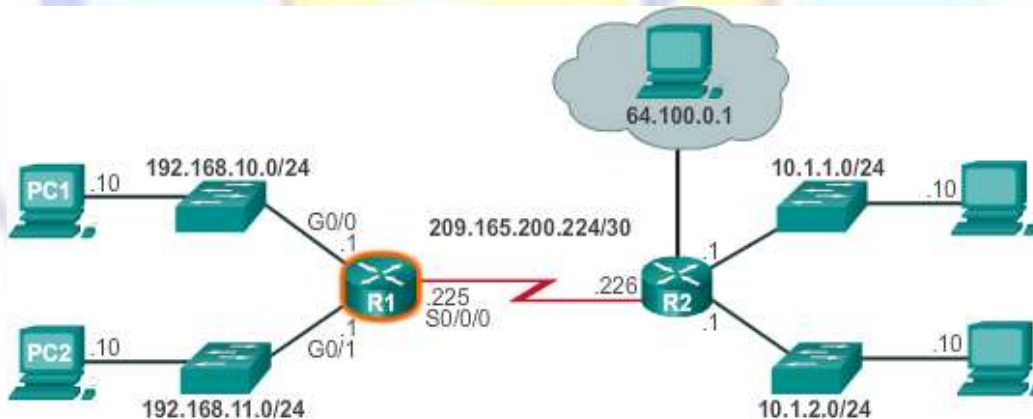 64.100.0.1
192.168.10.0/24
10.1.1.0/24
PC1
.10
.10
G0/0
.1
209.165.200.224/30
.1
R1
.225
S0/0/0
.226
R2
.1
G0/1
.1
PC2
.10
.10
192.168.11.0/24
10.1.2.0/24